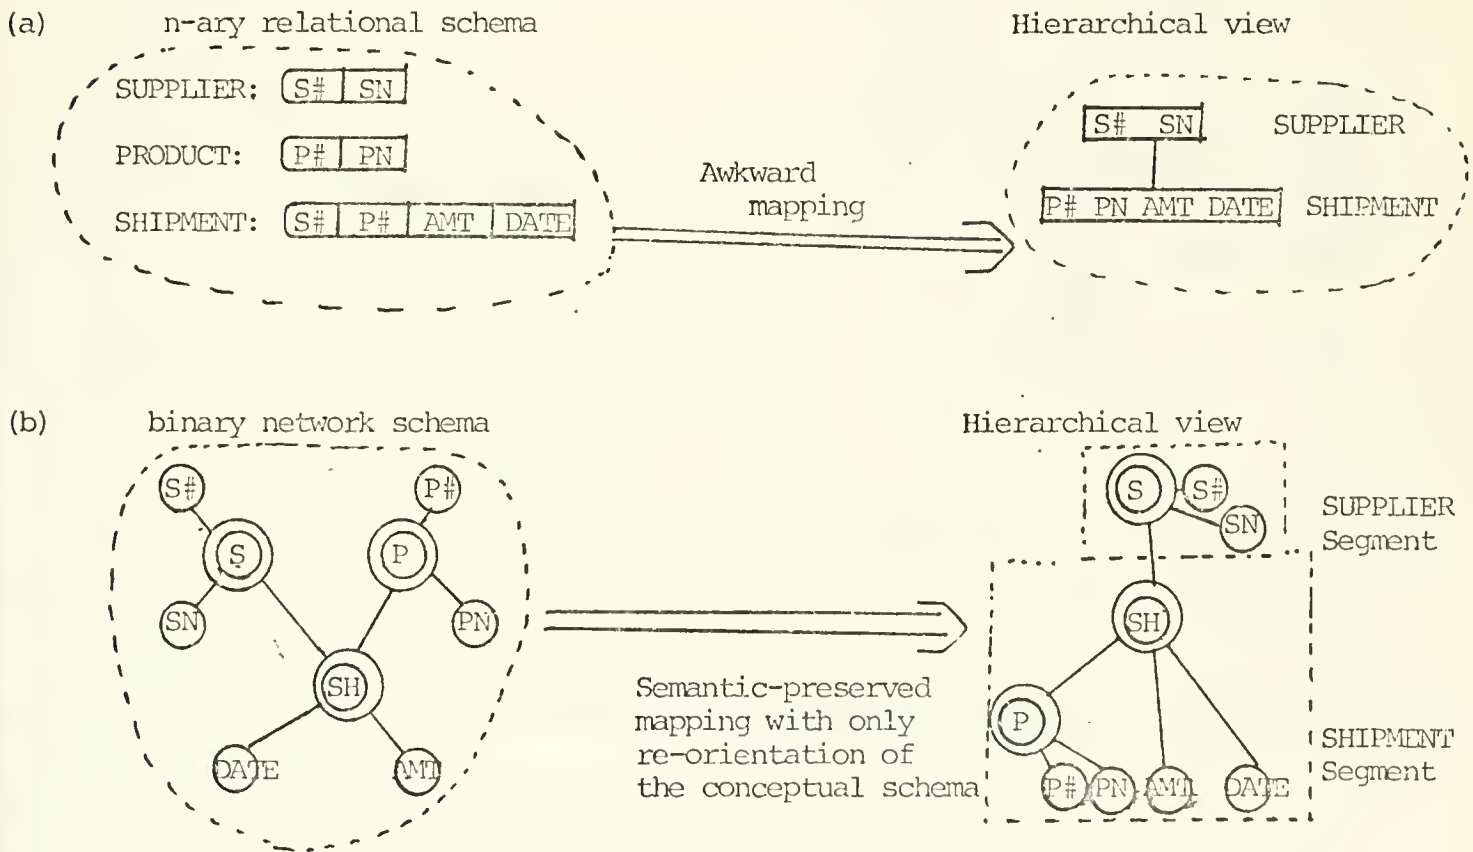 (a)
n-ary relational schema
Hierarchical view
SUPPLIER: S# SN
PRODUCT: P# PN
SHIPMENT: S# P# AMT DATE
Awkward
mapping
S# SN SUPPLIER
P# PN AMT DATE SHIPMENT
(b)
binary network schema
Hierarchical view
S#
P#
S
P
SN
PN
SH
DATE
AMT
Semantic-preserved
mapping with only
re-orientation of
the conceptual schema
S
S#
SN
SUPPLIER
Segment
SH
P
P#
PN
AMT
DATE
SHIPMENT
Segment